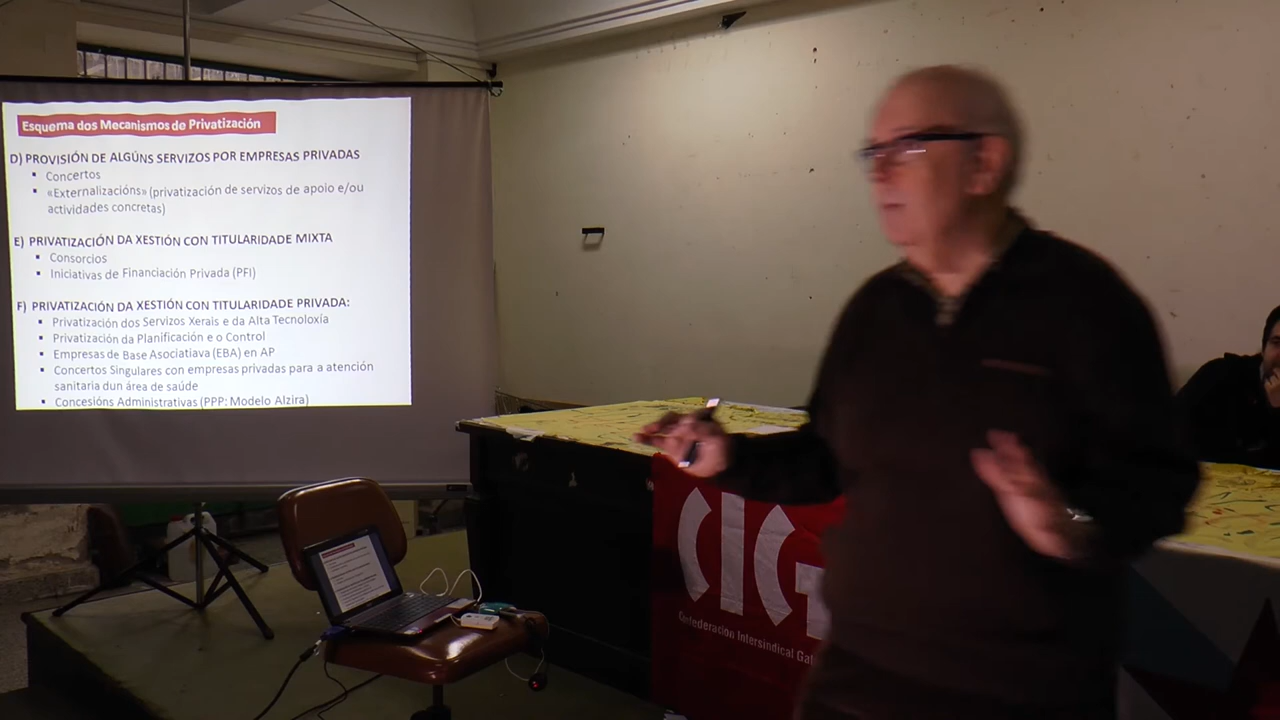 Esquema dos Mecanismos de Privatización
D) PROVISIÓN DE ALGÚNS SERVIZOS POR EMPRESAS PRIVADAS
▪ Concertos
▪ «Externalizacións» (privatización de servizos de apoio e/ou
actividades concretas)
E) PRIVATIZACIÓN DA XESTIÓN CON TITULARIDADE MIXTA
▪ Consorcios
▪ Iniciativas de Financiación Privada (PFI)
F) PRIVATIZACIÓN DA XESTIÓN CON TITULARIDADE PRIVADA:
▪ Privatización dos Servizos Xerais e da Alta Tecnoloxía
▪ Privatización da Planificación e o Control
▪ Empresas de Base Asociatiava (EBA) en AP
▪ Concertos Singulares con empresas privadas para a atención
sanitaria dun área de saúde
▪ Concesións Administrativas (PPP: Modelo Alzira)
CIG
Confederación Intersindical Gal